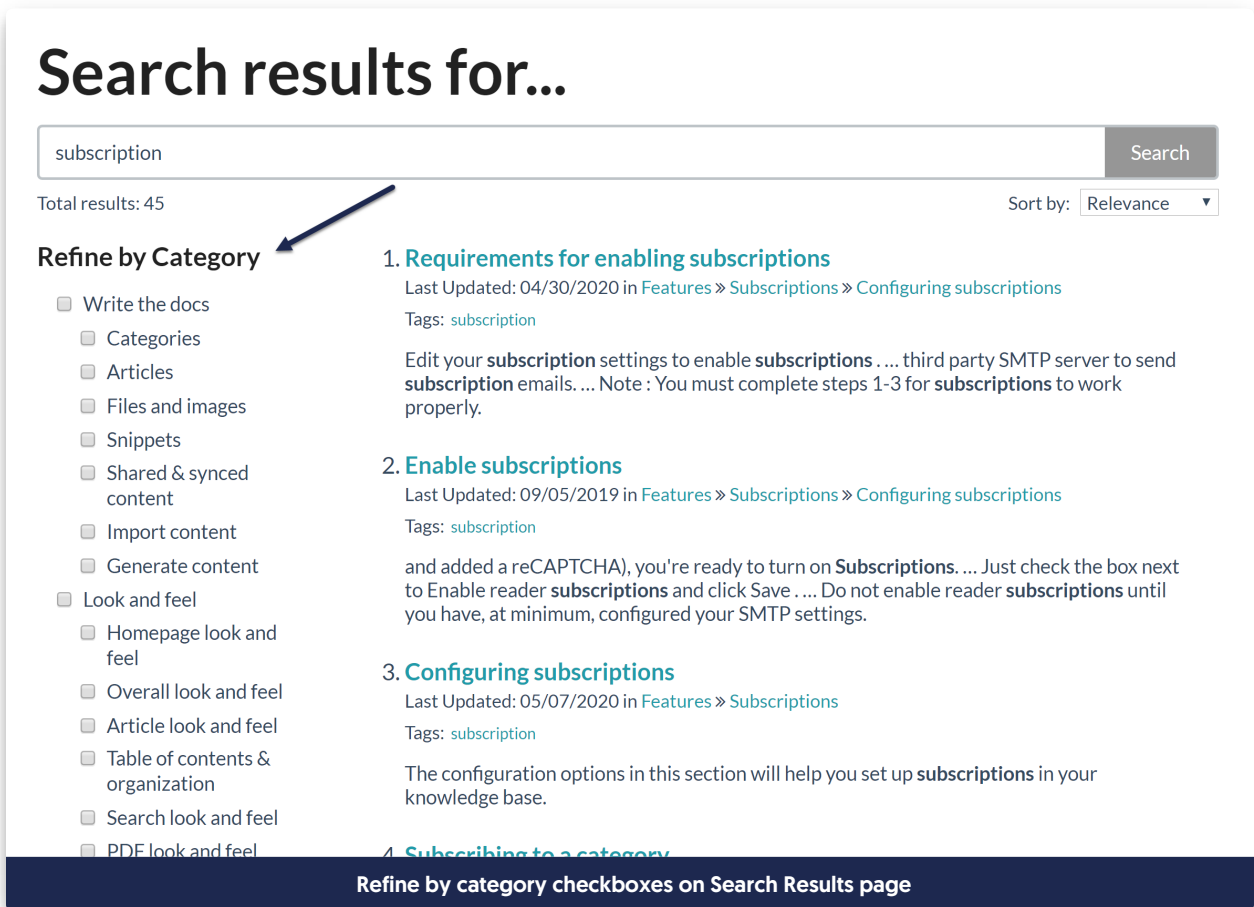 Search results for...
subscription
Search
Total results: 45
Sort by: Relevance
Refine by Category
Write the docs
Categories
Articles
Files and images
Snippets
Shared & synced
content
Import content
Generate content
Look and feel
Homepage look and
feel
Overall look and feel
Article look and feel
Table of contents &
organization
Search look and feel
PDF look and feel
1. Requirements for enabling subscriptions
Last Updated: 04/30/2020 in Features » Subscriptions » Configuring subscriptions
Tags: subscription
Edit your subscription settings to enable subscriptions . ... third party SMTP server to send
subscription emails. ... Note : You must complete steps 1-3 for subscriptions to work
properly.
2. Enable subscriptions
Last Updated: 09/05/2019 in Features » Subscriptions » Configuring subscriptions
Tags: subscription
and added a reCAPTCHA), you're ready to turn on Subscriptions. ... Just check the box next
to Enable reader subscriptions and click Save . ... Do not enable reader subscriptions until
you have, at minimum, configured your SMTP settings.
3. Configuring subscriptions
Last Updated: 05/07/2020 in Features » Subscriptions
Tags: subscription
The configuration options in this section will help you set up subscriptions in your
knowledge base.
4. Subscribing to a category
Refine by category checkboxes on Search Results page